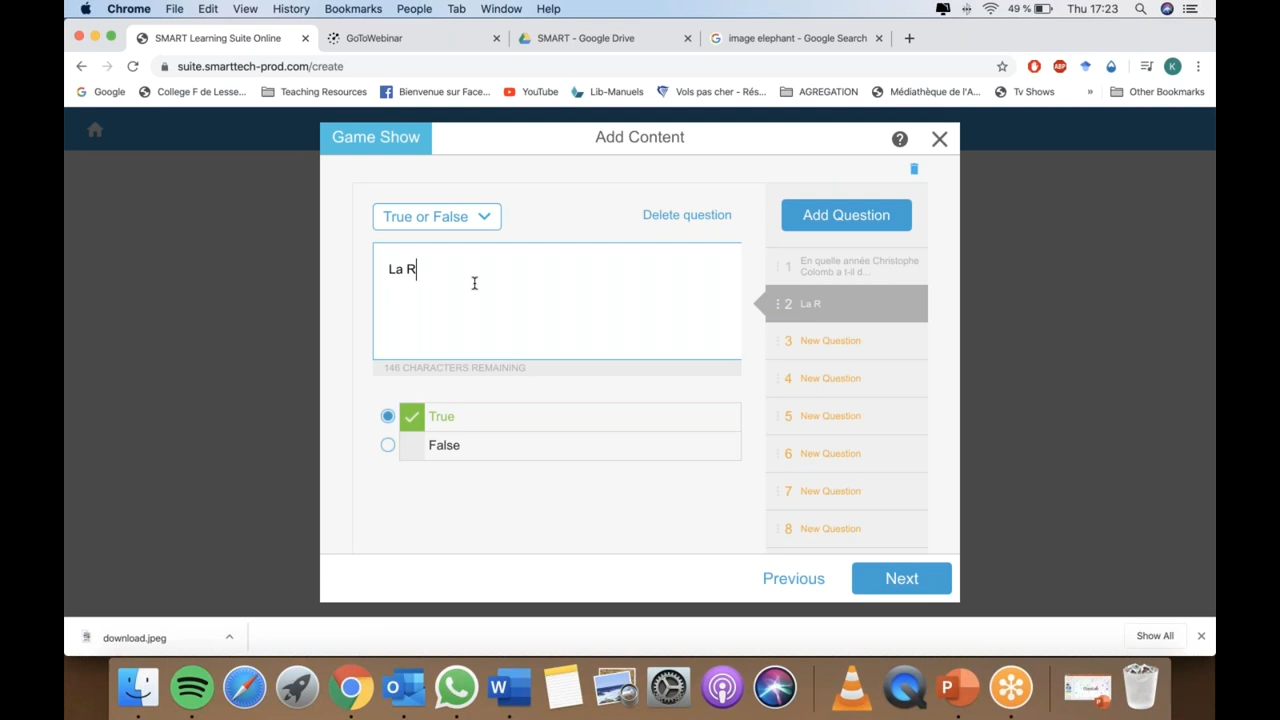 Chrome File Edit View History Bookmarks People Tab Window Help 49 % Thu 17:23
SMART Learning Suite Online GoToWebinar SMART - Google Drive image elephant - Google Search
suite.smarttech-prod.com/create ABP K
Google College F de Lesse... Teaching Resources Bienvenue sur Face... YouTube Lib-Manuels Vols pas cher - Rés... AGREGATION Médiathèque de l'A... Tv Shows » Other Bookmarks
Game Show Add Content
True or False Delete question Add Question
La R
1 En quelle année Christophe
Colomb a t-il d...
2 La R
3 New Question
146 CHARACTERS REMAINING
4 New Question
True
5 New Question
False
6 New Question
7 New Question
8 New Question
Previous Next
download.jpeg Show All